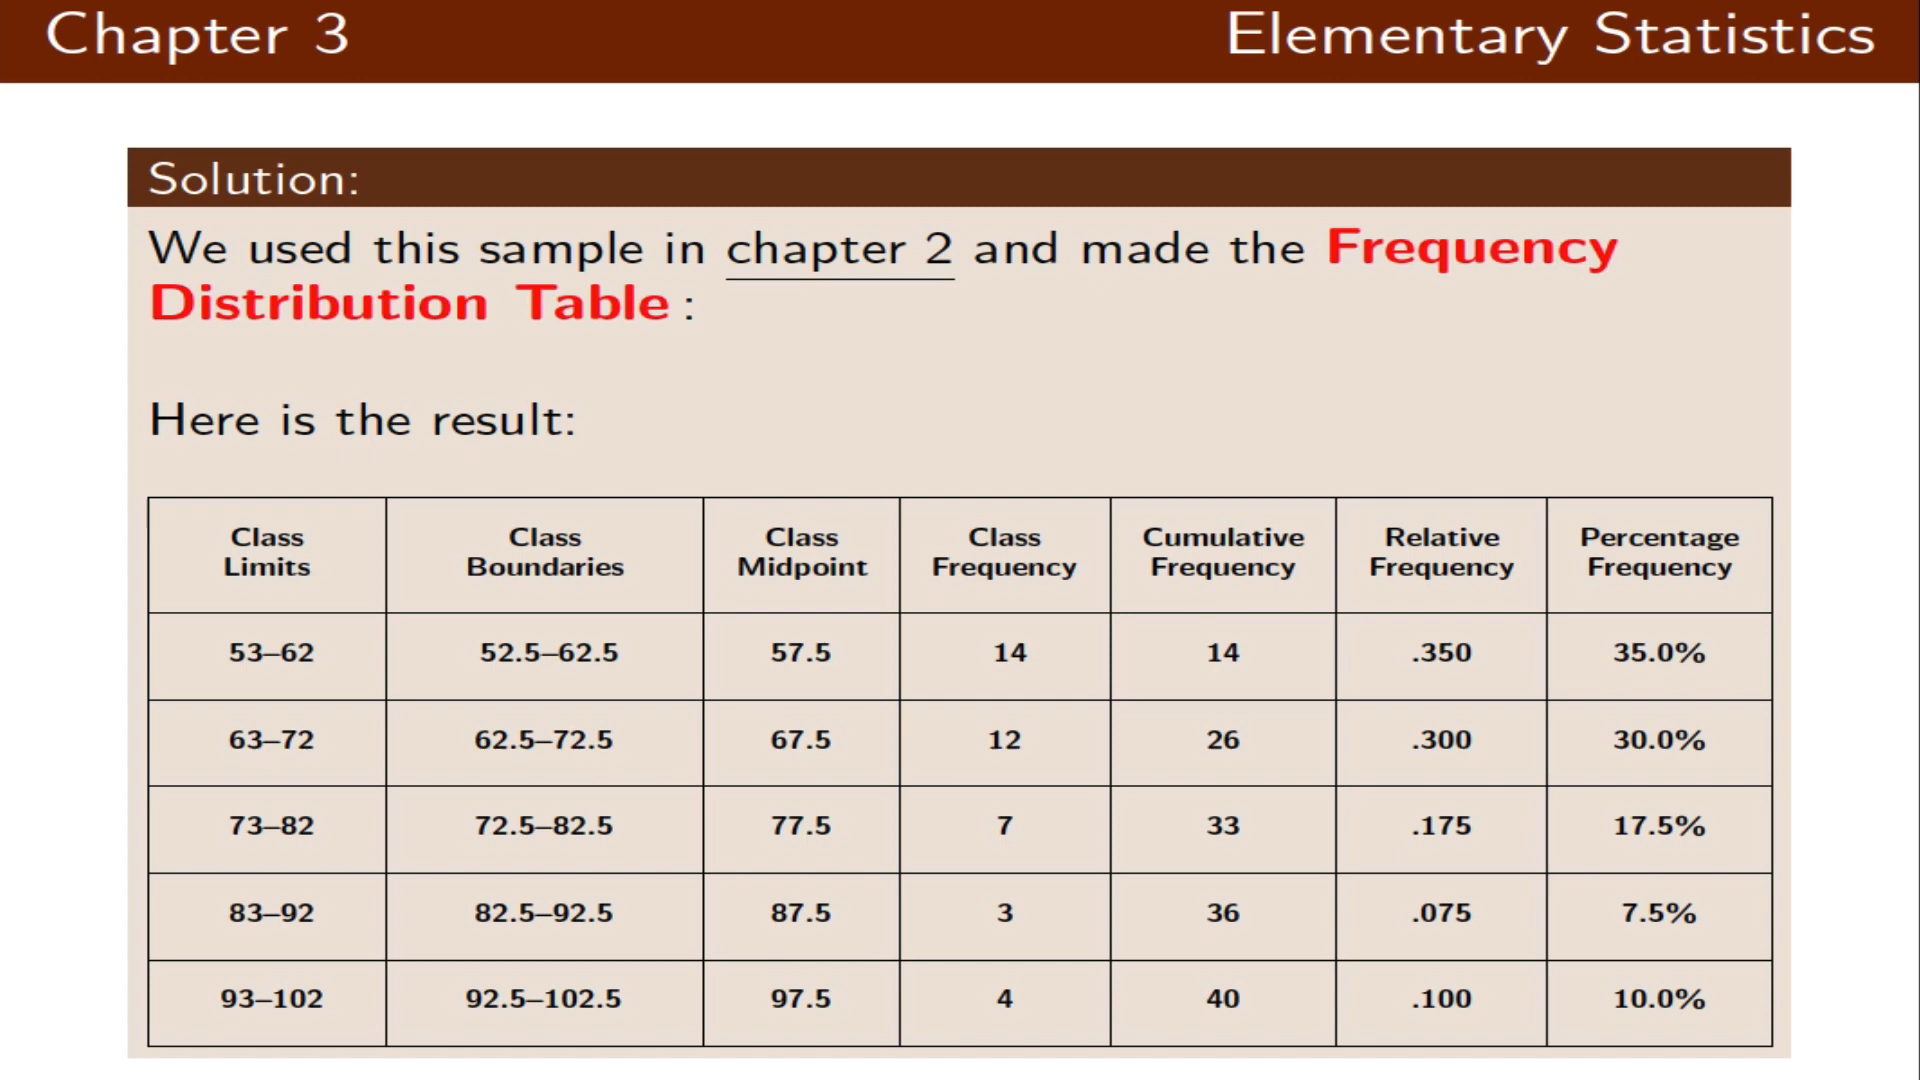 Chapter 3 Elementary Statistics
Solution:
We used this sample in chapter 2 and made the Frequency
Distribution Table :
Here is the result:
Class Limits Class Boundaries Class Midpoint Class Frequency Cumulative Frequency Relative Frequency Percentage Frequency
53–62 52.5–62.5 57.5 14 14 .350 35.0%
63–72 62.5–72.5 67.5 12 26 .300 30.0%
73–82 72.5–82.5 77.5 7 33 .175 17.5%
83–92 82.5–92.5 87.5 3 36 .075 7.5%
93–102 92.5–102.5 97.5 4 40 .100 10.0%